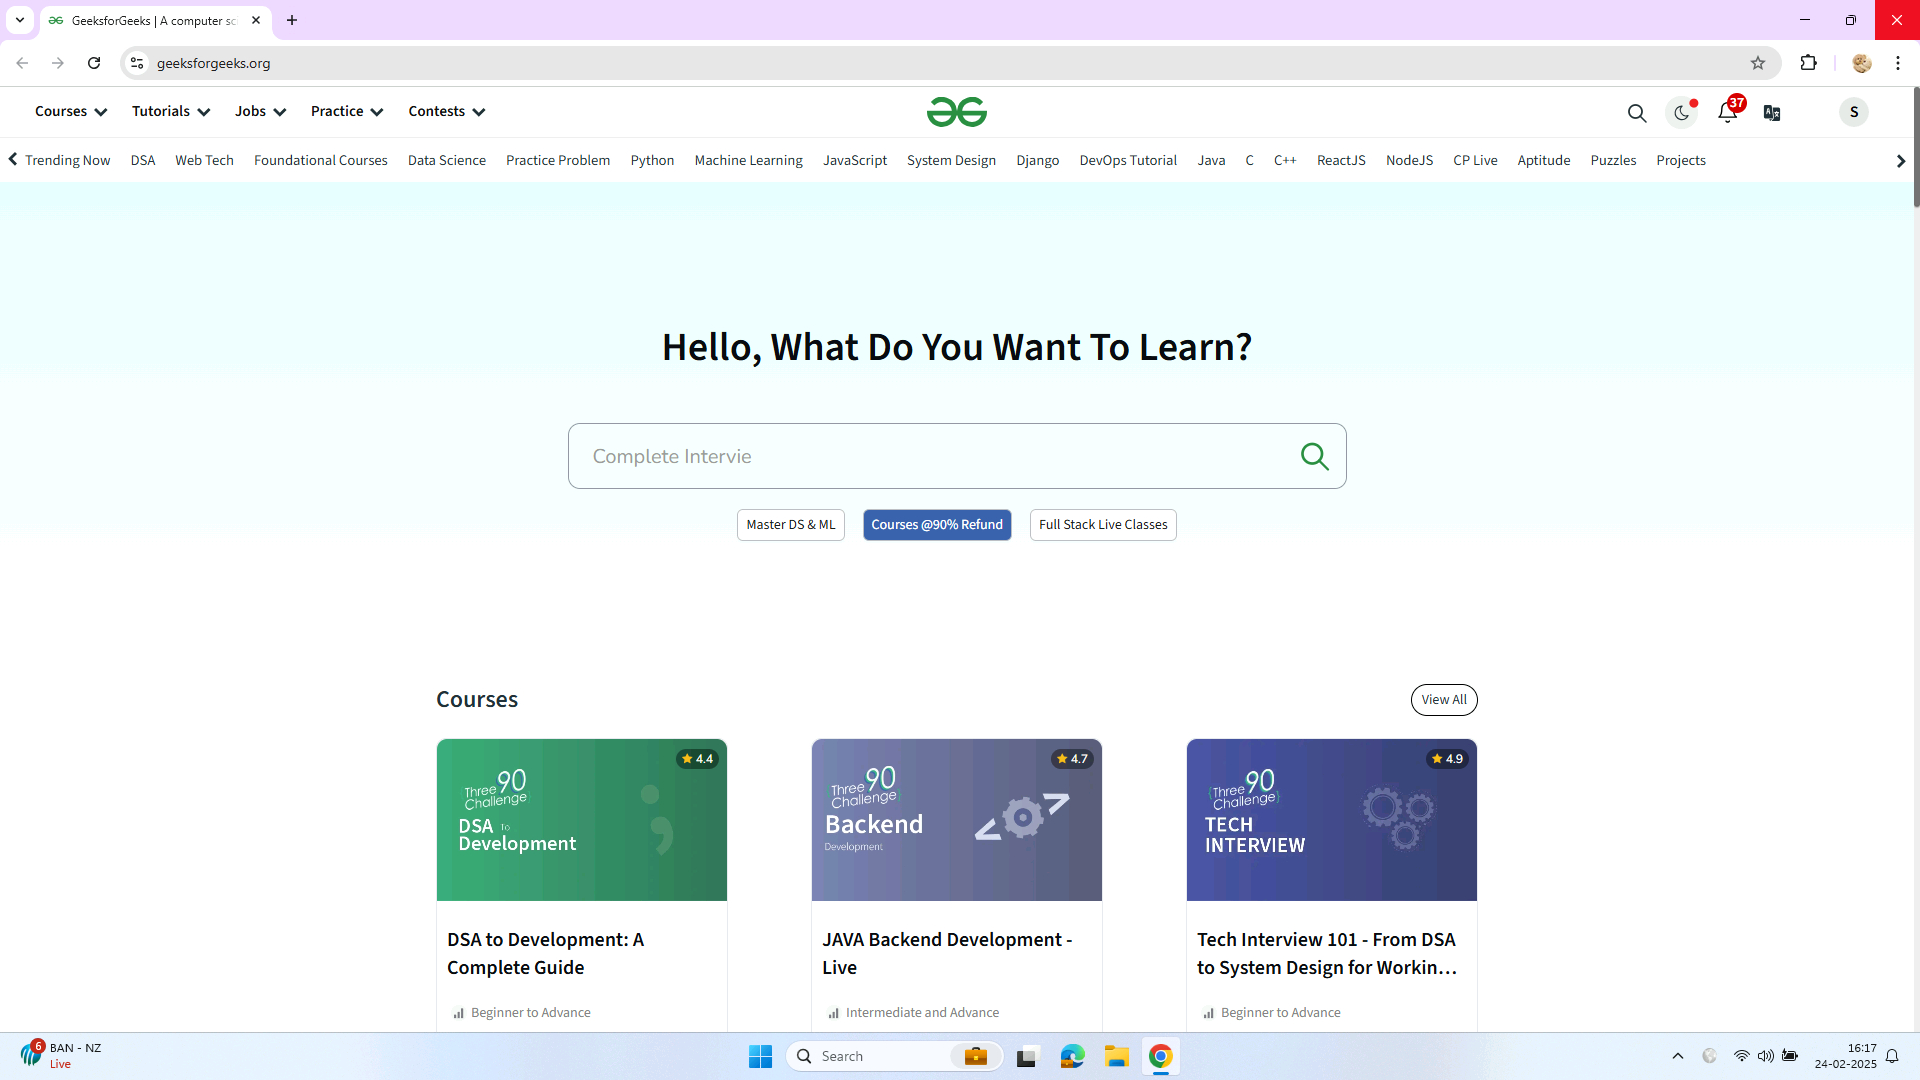 GeeksforGeeks | A computer sc
geeksforgeeks.org
Courses Tutorials Jobs Practice Contests
37
S
Trending Now DSA Web Tech Foundational Courses Data Science Practice Problem Python Machine Learning JavaScript System Design Django DevOps Tutorial Java C C++ ReactJS NodeJS CP Live Aptitude Puzzles Projects
Hello, What Do You Want To Learn?
Complete Intervie
Master DS & ML Courses @90% Refund Full Stack Live Classes
Courses View All
4.4
Three 90
Challenge
DSA To
Development
DSA to Development: A
Complete Guide
Beginner to Advance
4.7
Three 90
Challenge
Backend
Development
JAVA Backend Development -
Live
Intermediate and Advance
4.9
Three 90
Challenge
TECH
INTERVIEW
Tech Interview 101 - From DSA
to System Design for Workin...
Beginner to Advance
6
BAN - NZ
Live
Search
16:17
24-02-2025